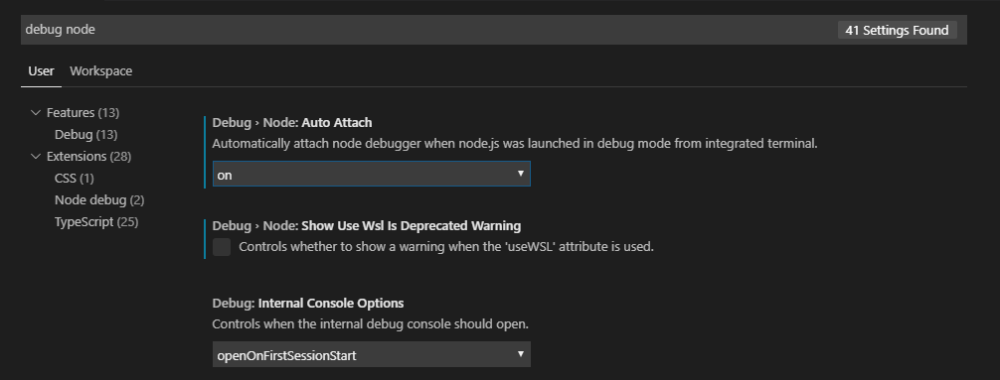 debug node
41 Settings Found
User
Workspace
Features (13)
Debug (13)
Extensions (28)
CSS (1)
Node debug (2)
TypeScript (25)
Debug › Node: Auto Attach
Automatically attach node debugger when node.js was launched in debug mode from integrated terminal.
on
Debug › Node: Show Use Wsl Is Deprecated Warning
Controls whether to show a warning when the 'useWSL' attribute is used.
Debug: Internal Console Options
Controls when the internal debug console should open.
openOnFirstSessionStart